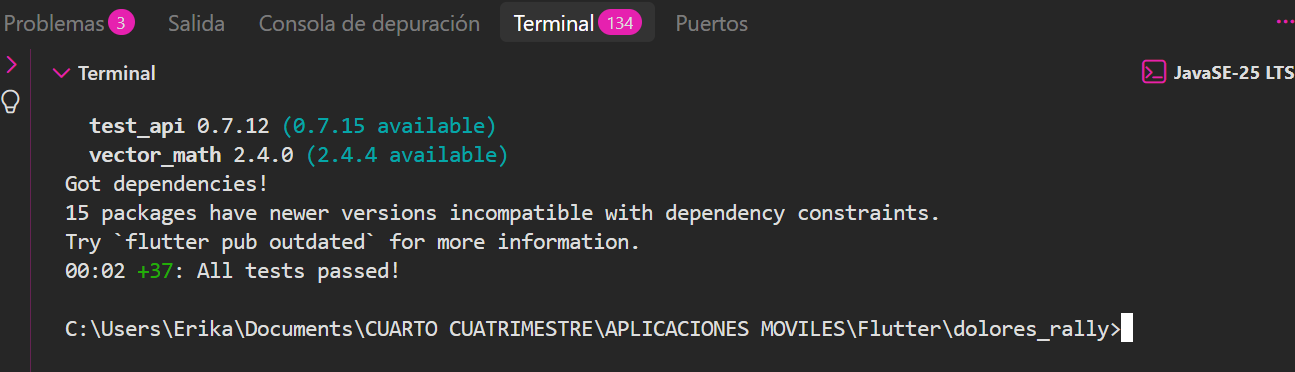 Problemas 3 Salida Consola de depuración Terminal 134 Puertos
Terminal JavaSE-25 LTS
test_api 0.7.12 (0.7.15 available)
vector_math 2.4.0 (2.4.4 available)
Got dependencies!
15 packages have newer versions incompatible with dependency constraints.
Try `flutter pub outdated` for more information.
00:02 +37: All tests passed!
C:\Users\Erika\Documents\CUARTO CUATRIMESTRE\APLICACIONES MOVILES\Flutter\dolores_rally>